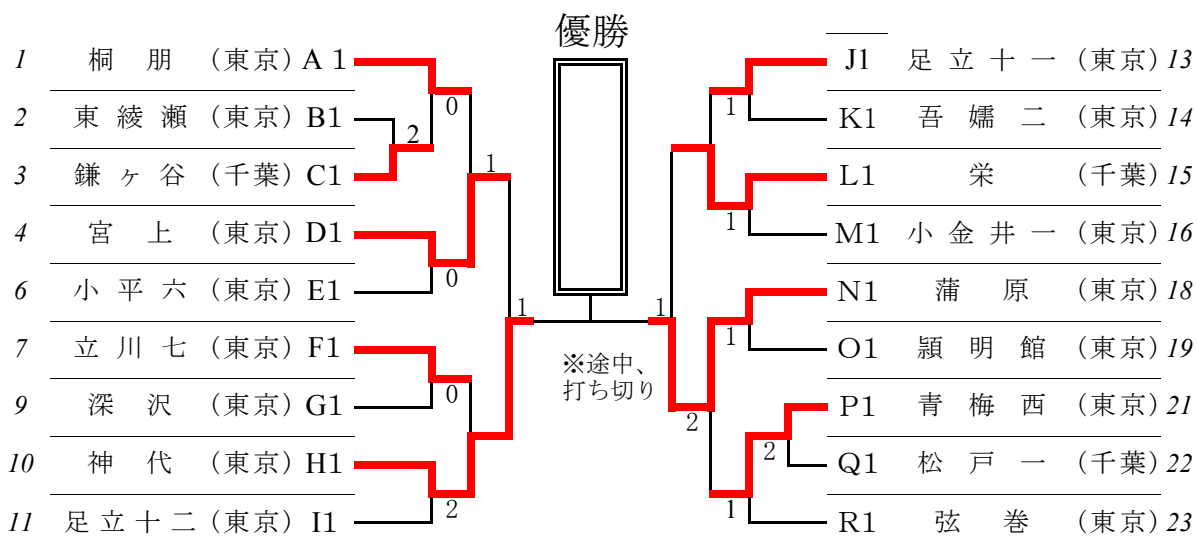 優勝
1 桐朋 (東京) A1
0
2 東綾瀬 (東京) B1
2
3 鎌ヶ谷 (千葉) C1
1
4 宮上 (東京) D1
0
6 小平六 (東京) E1
1
7 立川七 (東京) F1
0
9 深沢 (東京) G1
10 神代 (東京) H1
2
11 足立十二 (東京) I1
※途中、
打ち切り
J1 足立十一 (東京) 13
1
K1 吾嬬二 (東京) 14
L1 栄 (千葉) 15
1
M1 小金井一 (東京) 16
1
N1 蒲原 (東京) 18
1
O1 穎明館 (東京) 19
2
P1 青梅西 (東京) 21
2
Q1 松戸一 (千葉) 22
1
R1 弦巻 (東京) 23